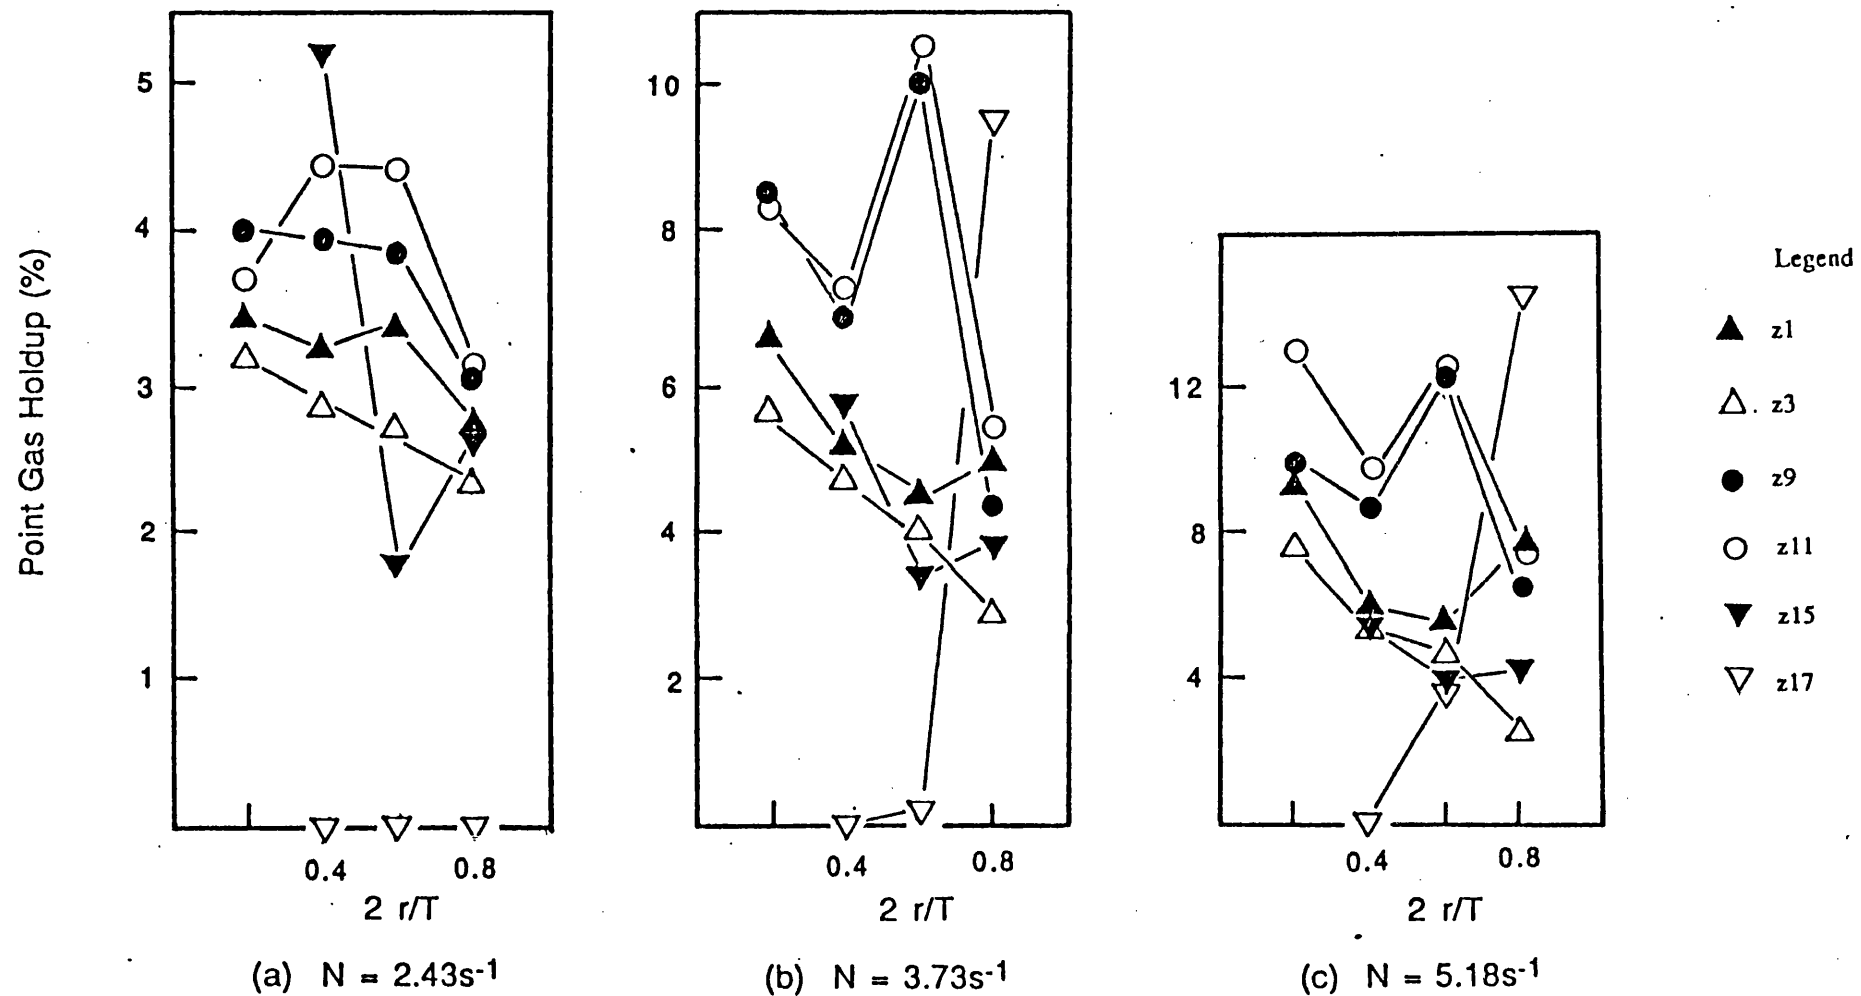 Point Gas Holdup (%)
5
4
3
2
1
0.4 0.8
2 r/T
(a) N = 2.43s-1
10
8
6
4
2
0.4 0.8
2 r/T
(b) N = 3.73s-1
12
8
4
0.4 0.8
2 r/T
(c) N = 5.18s-1
Legend
z1
z3
z9
z11
z15
z17